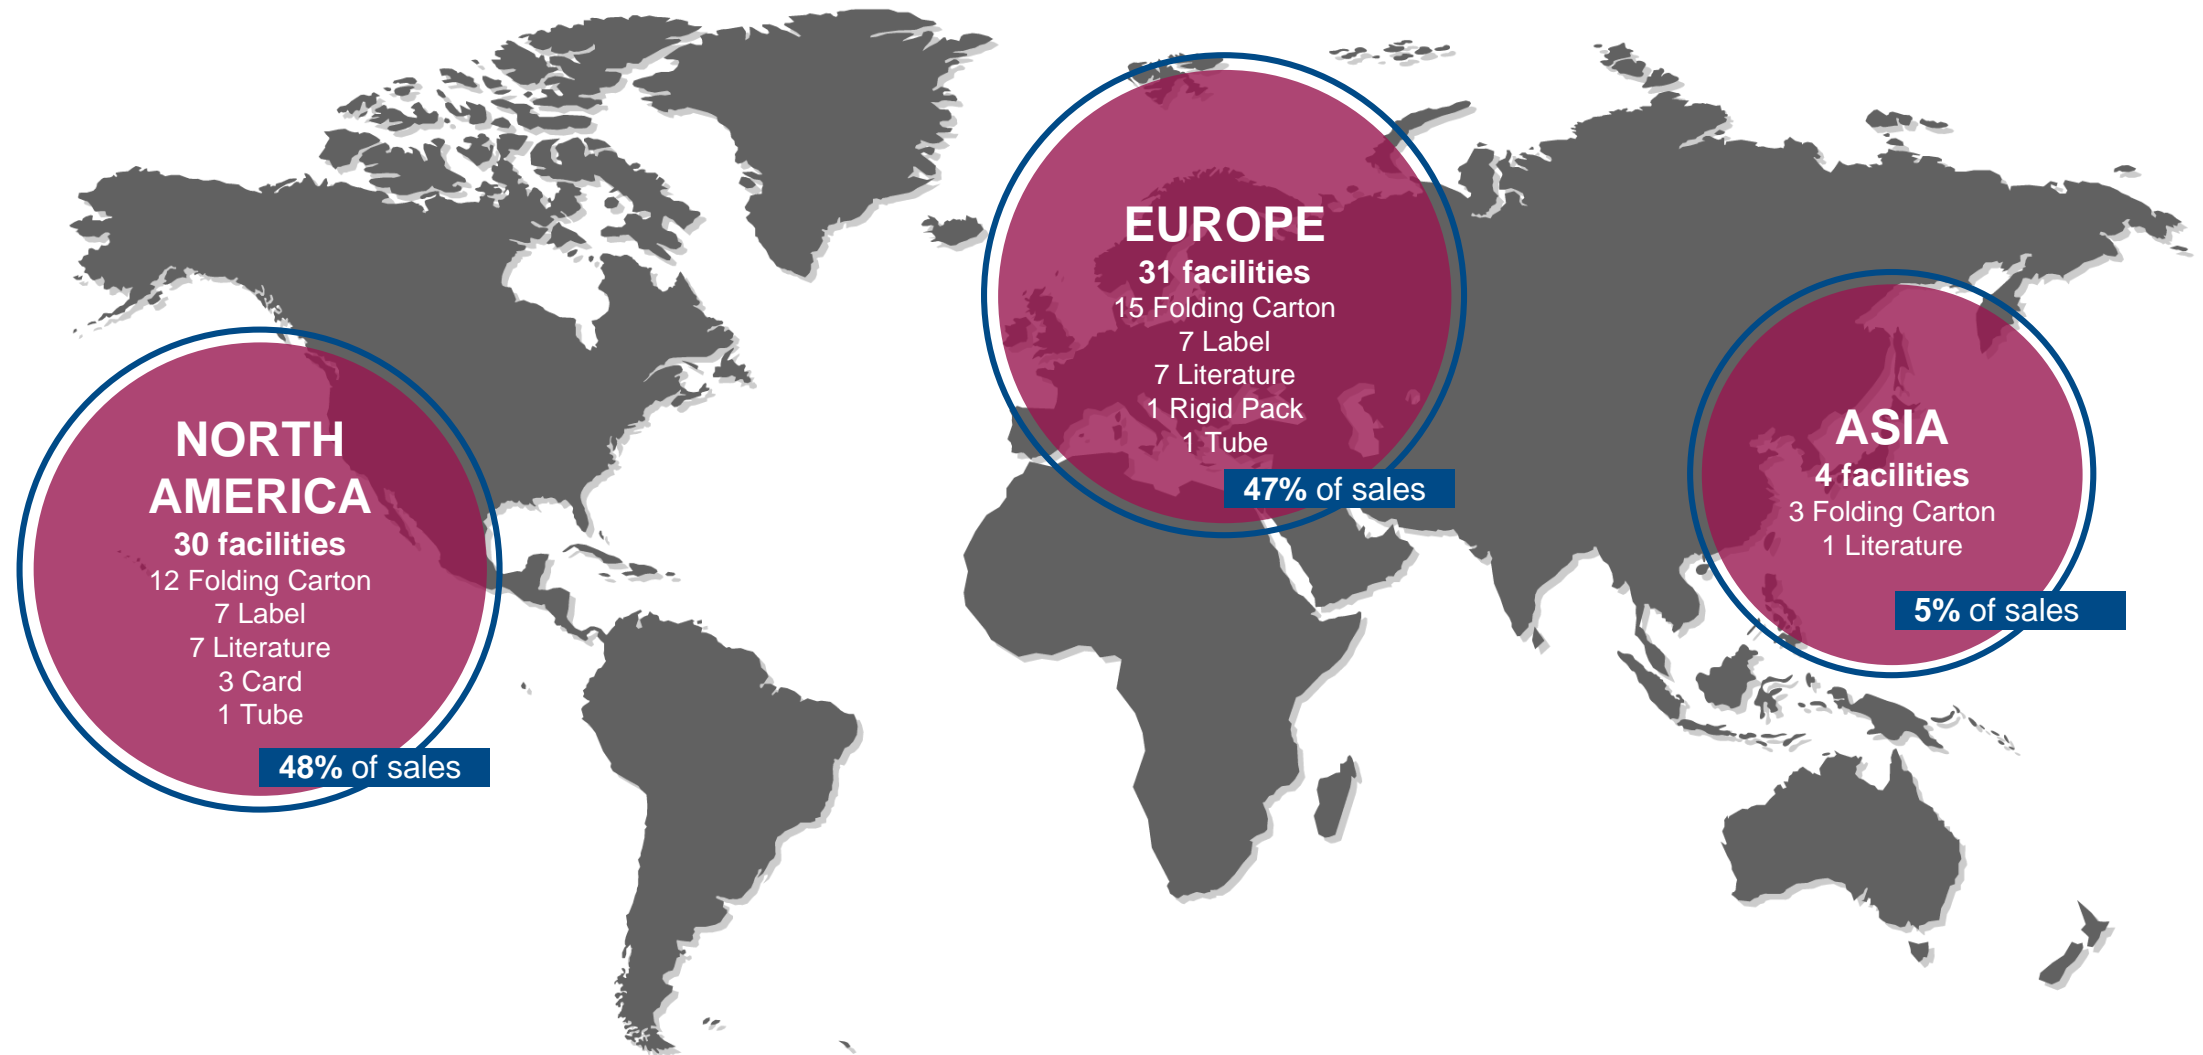 NORTH
AMERICA
30 facilities
12 Folding Carton
7 Label
7 Literature
3 Card
1 Tube
48% of sales
EUROPE
31 facilities
15 Folding Carton
7 Label
7 Literature
1 Rigid Pack
1 Tube
47% of sales
ASIA
4 facilities
3 Folding Carton
1 Literature
5% of sales